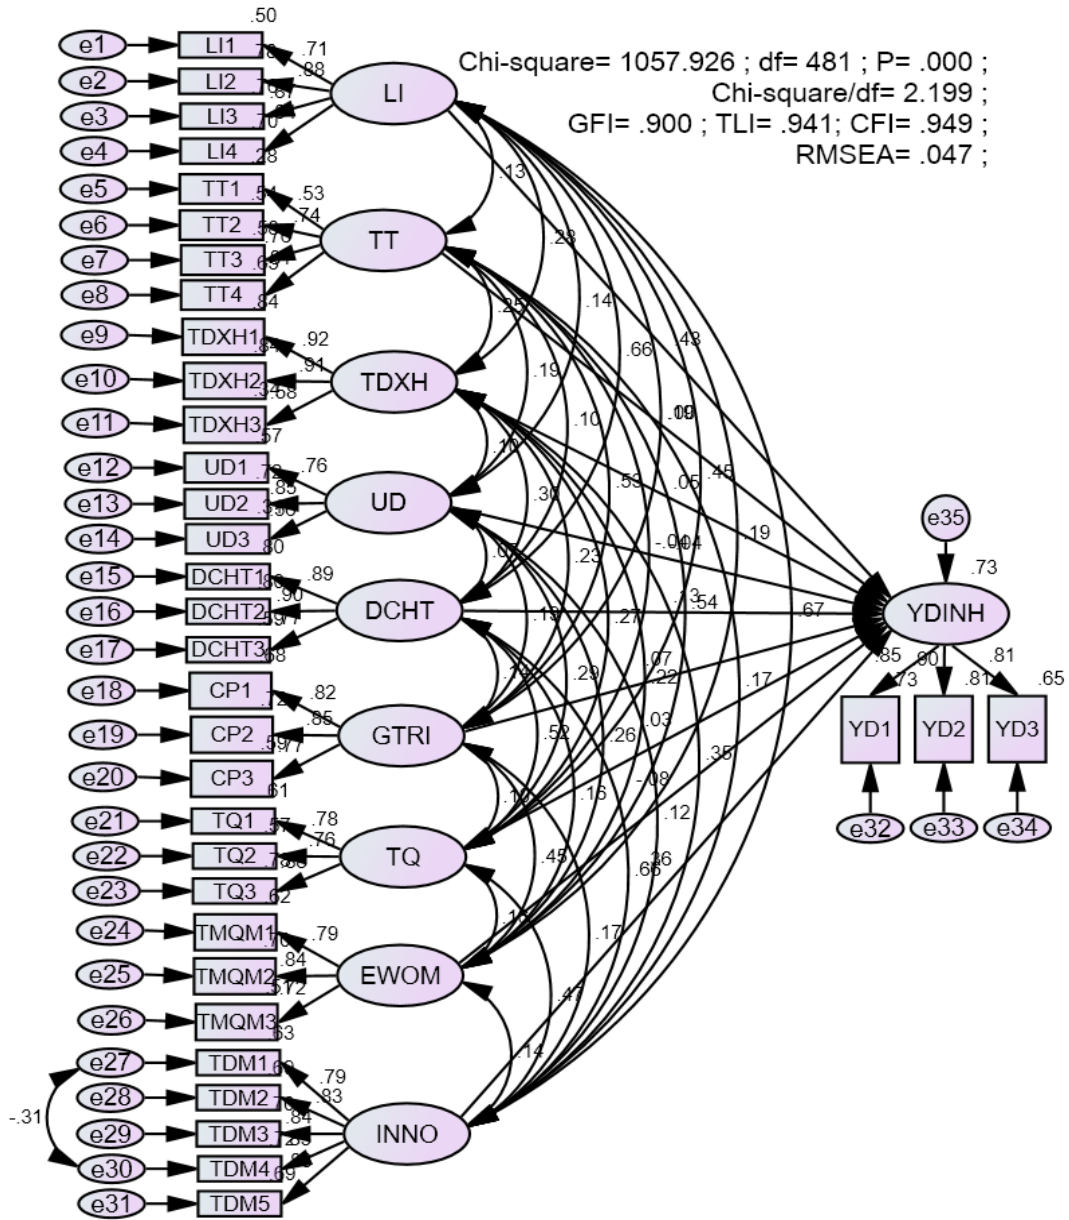 Chi-square= 1057.926 ; df= 481 ; P= .000 ;
Chi-square/df= 2.199 ;
GFI= .900 ; TLI= .941; CFI= .949 ;
RMSEA= .047 ;
.50
e1 LI1 .71
e2 LI2 .88
LI
e3 LI3
e4 LI4 .28
.13
e5 TT1 .53
e6 TT2 .74
TT
.28
e7 TT3
e8 TT4 .84
.25 .14
e9 TDXH1 .92
.66 .43
e10 TDXH2 .91
TDXH
.19
e11 TDXH3 .57
.10
e12 UD1 .76
.10
.53 .05 .45
e13 UD2 .85
UD
.30
e14 UD3 .80
.19
.23
e35
.73
e15 DCHT1 .89
.54
e16 DCHT2 .90
DCHT
.27
.67
YDINH
e17 DCHT3 .68
.07
.85 .90 .81
.29 .22 .17
.73 .81 .65
e18 CP1 .82
.03
e19 CP2 .85
GTRI
.52 .26 .35
YD1 YD2 YD3
e20 CP3 .61
-.08
.16
.12
e21 TQ1 .78
e32 e33 e34
e22 TQ2 .76
TQ
.45
e23 TQ3 .62
e24 TMQM1 .79
.17
e25 TMQM2 .84
EWOM
.47
e26 TMQM3 .63
.14
e27 TDM1 .79
e28 TDM2 .83
-.31
e29 TDM3 .84
INNO
e30 TDM4 .69
e31 TDM5